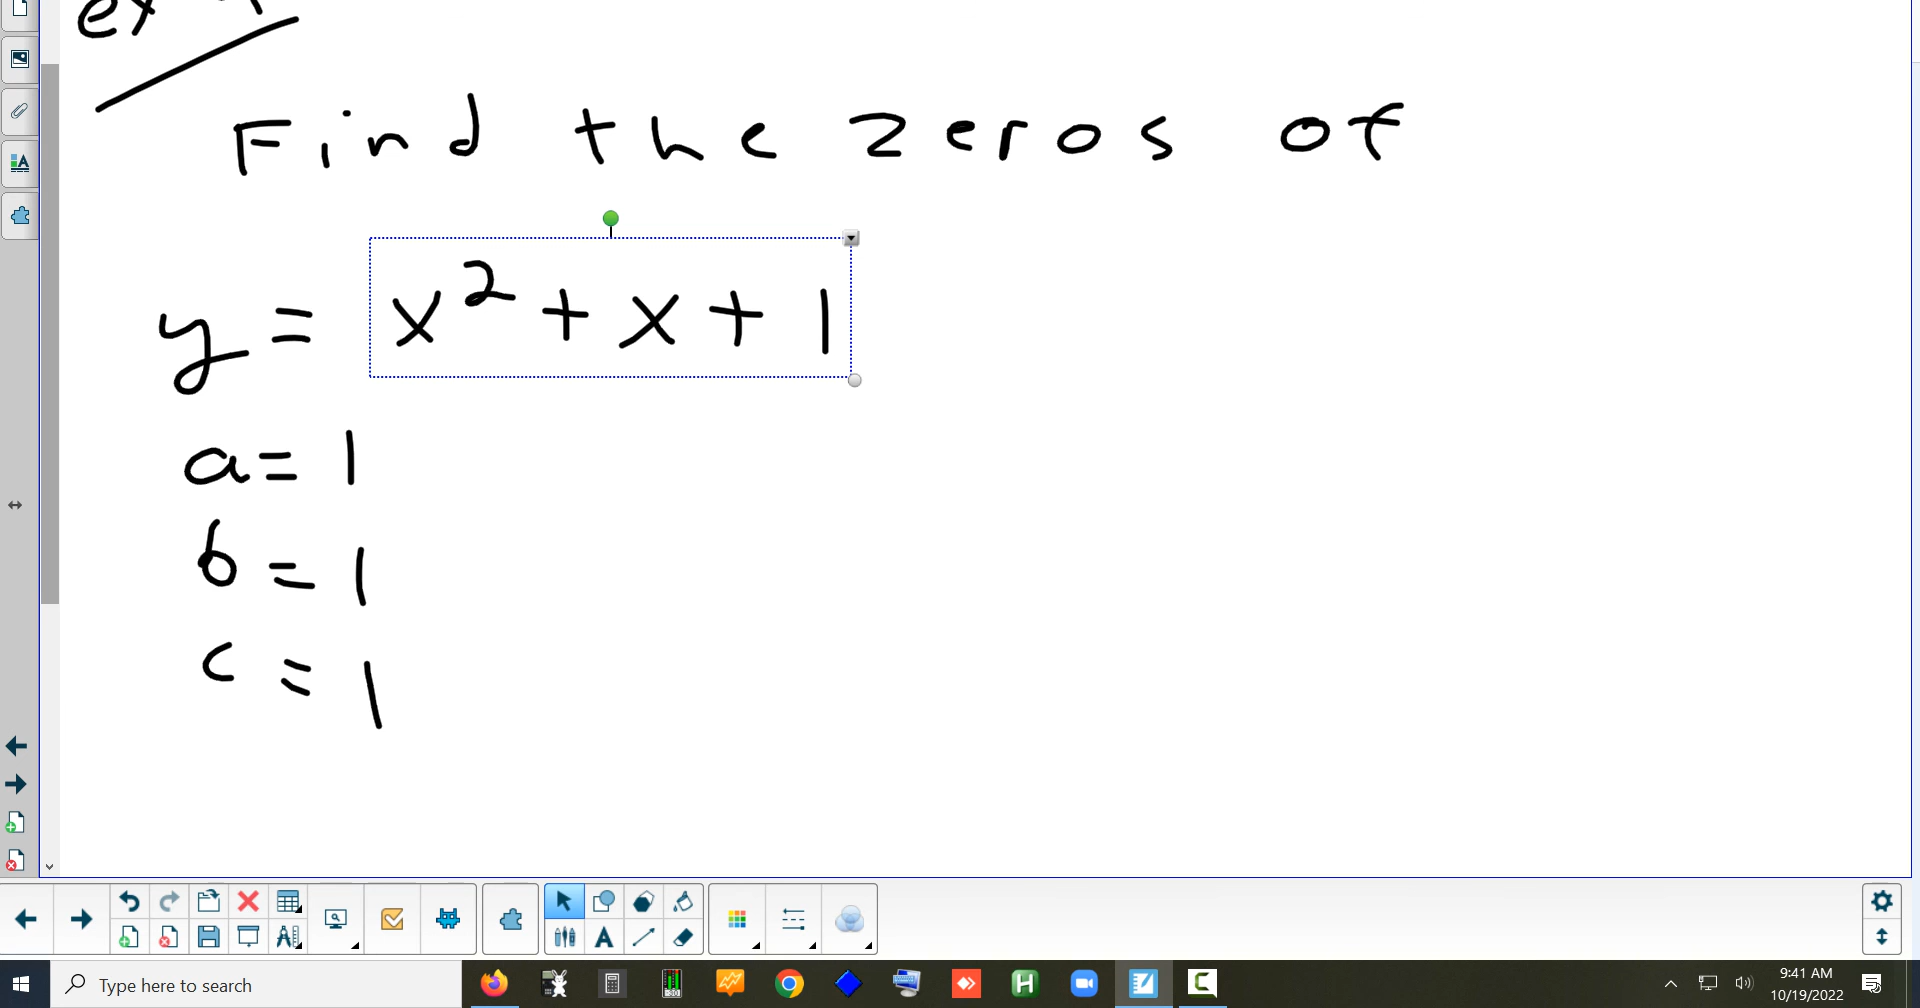 Find the zeros of
y = x² + x + 1
a = 1
b = 1
c = 1
Type here to search
9:41 AM
10/19/2022